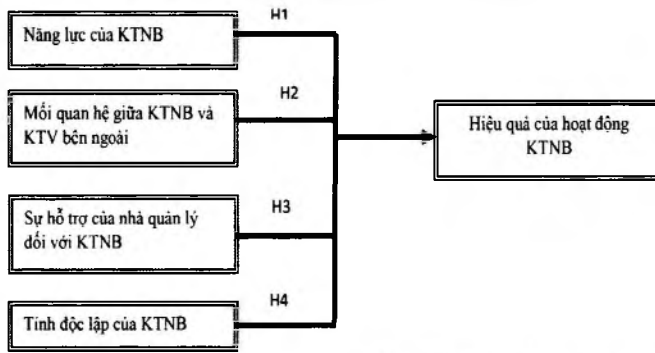 H1
Năng lực của KTNB
H2
Mối quan hệ giữa KTNB và
KTV bên ngoài
Hiệu quả của hoạt động
KTNB
H3
Sự hỗ trợ của nhà quản lý
đối với KTNB
H4
Tính độc lập của KTNB